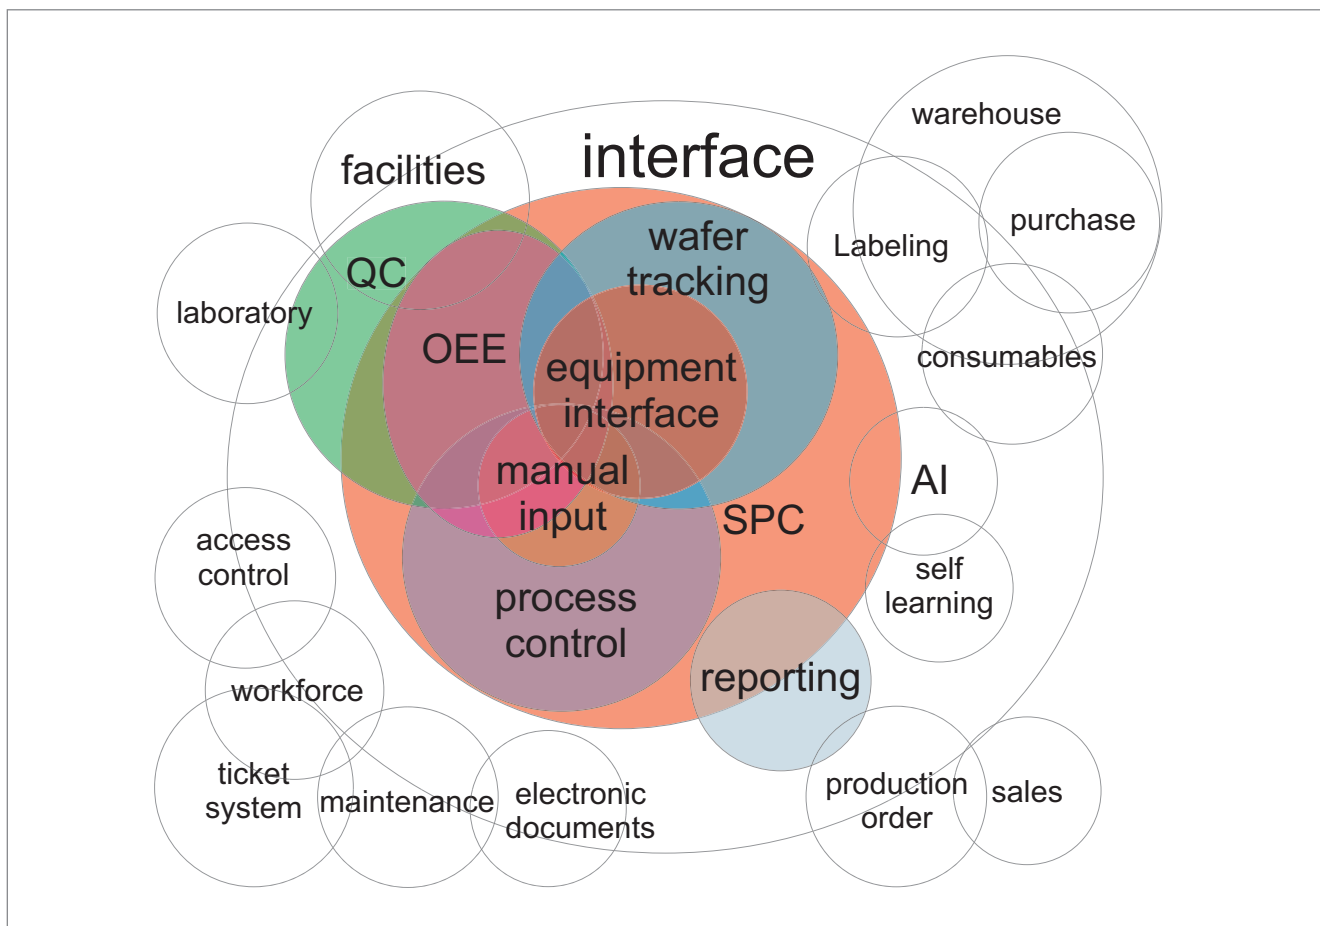 warehouse
interface
facilities
purchase
wafer
tracking
Labeling
QC
laboratory
OEE
equipment
interface
consumables
manual
input
AI
SPC
access
control
self
learning
process
control
reporting
workforce
ticket
system
maintenance
electronic
documents
production
order
sales